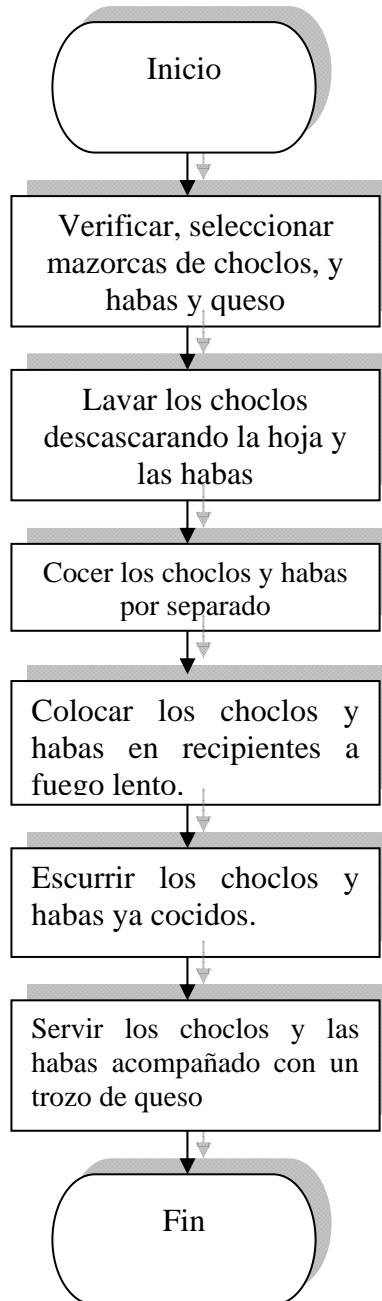 Inicio
Verificar, seleccionar
mazorcas de choclos, y
habas y queso
Lavar los choclos
descascarando la hoja y
las habas
Cocer los choclos y habas
por separado
Colocar los choclos y
habas en recipientes a
fuego lento.
Escurrir los choclos y
habas ya cocidos.
Servir los choclos y las
habas acompañado con un
trozo de queso
Fin